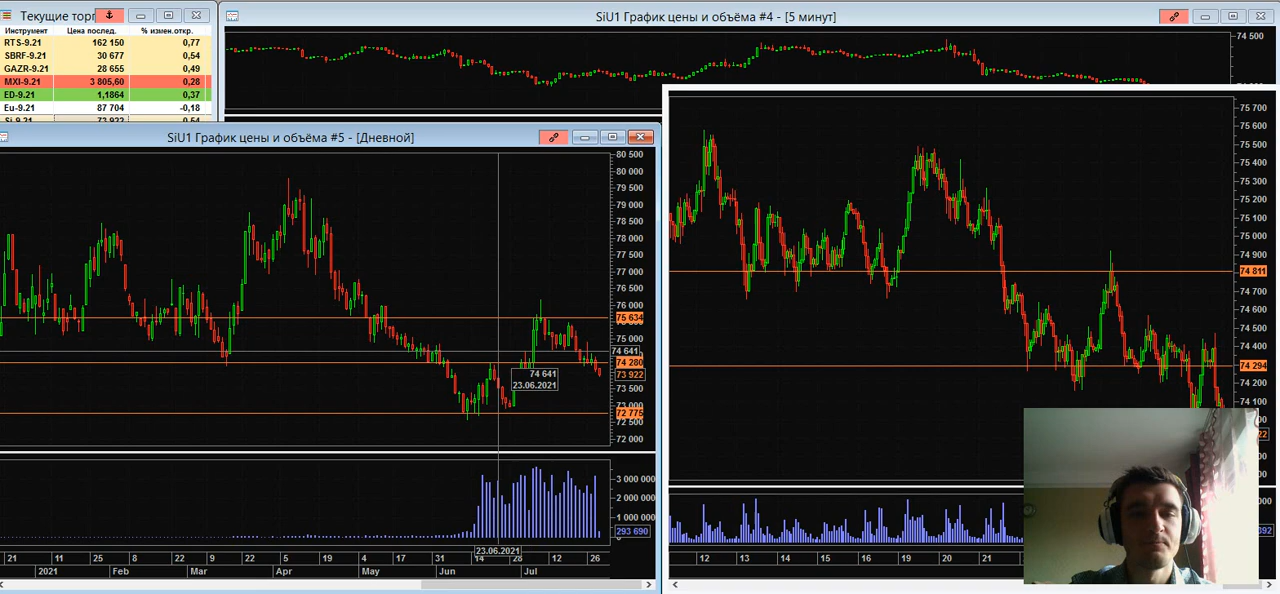 Текущие торг
Инструмент Цена послед. % измен.откр.
RTS-9.21 162 150 0,77
SBRF-9.21 30 677 0,54
GAZR-9.21 28 655 0,49
MXI-9.21 3 805,60 0,28
ED-9.21 1,1864 0,37
Eu-9.21 87 704 -0,18
Si-9.21 73 922
SiU1 График цены и объёма #4 - [5 минут]
74 500
SiU1 График цены и объёма #5 - [Дневной]
80 500
80 000
79 500
79 000
78 500
78 000
77 500
77 000
76 500
76 000
75 634
74 641
74 280
73 922
73 500
73 000
72 775
72 500
72 000
74 641
23.06.2021
3 000 000
2 000 000
1 000 000
293 690
23.06.2021
21 11 25 8 22 9 22 5 19 4 17 31 14 28 12 26
2021 Feb Mar Apr May Jun Jul
75 700
75 600
75 500
75 400
75 300
75 200
75 100
75 000
74 900
74 811
74 700
74 600
74 500
74 400
74 294
74 200
74 100
12 13 14 15 16 19 20 21